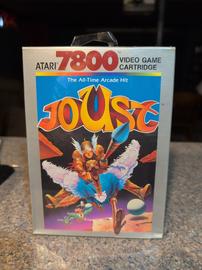 ATARI 7800 VIDEO GAME CARTRIDGE
The All-Time Arcade Hit
JOUST